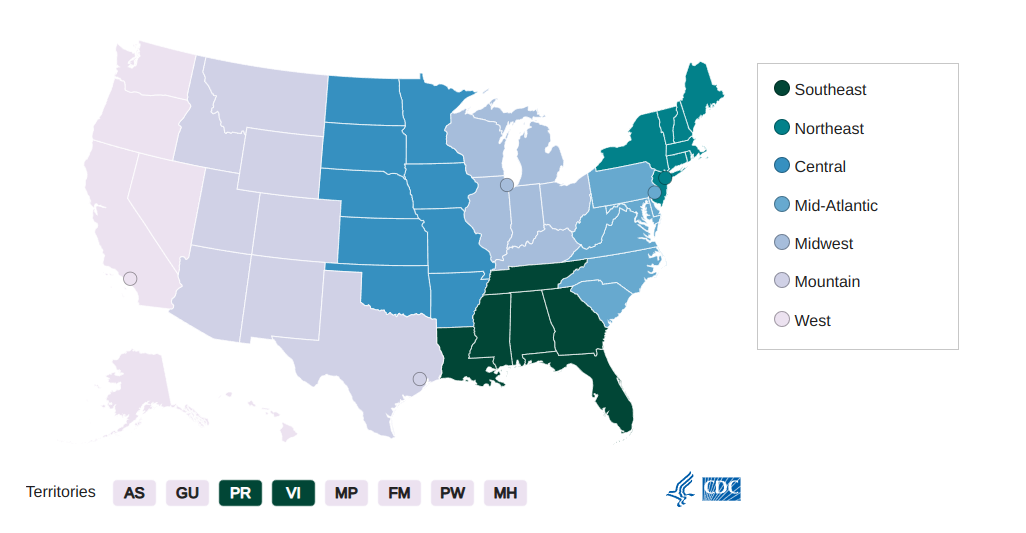 Southeast
Northeast
Central
Mid-Atlantic
Midwest
Mountain
West
Territories AS GU PR VI MP FM PW MH
CDC